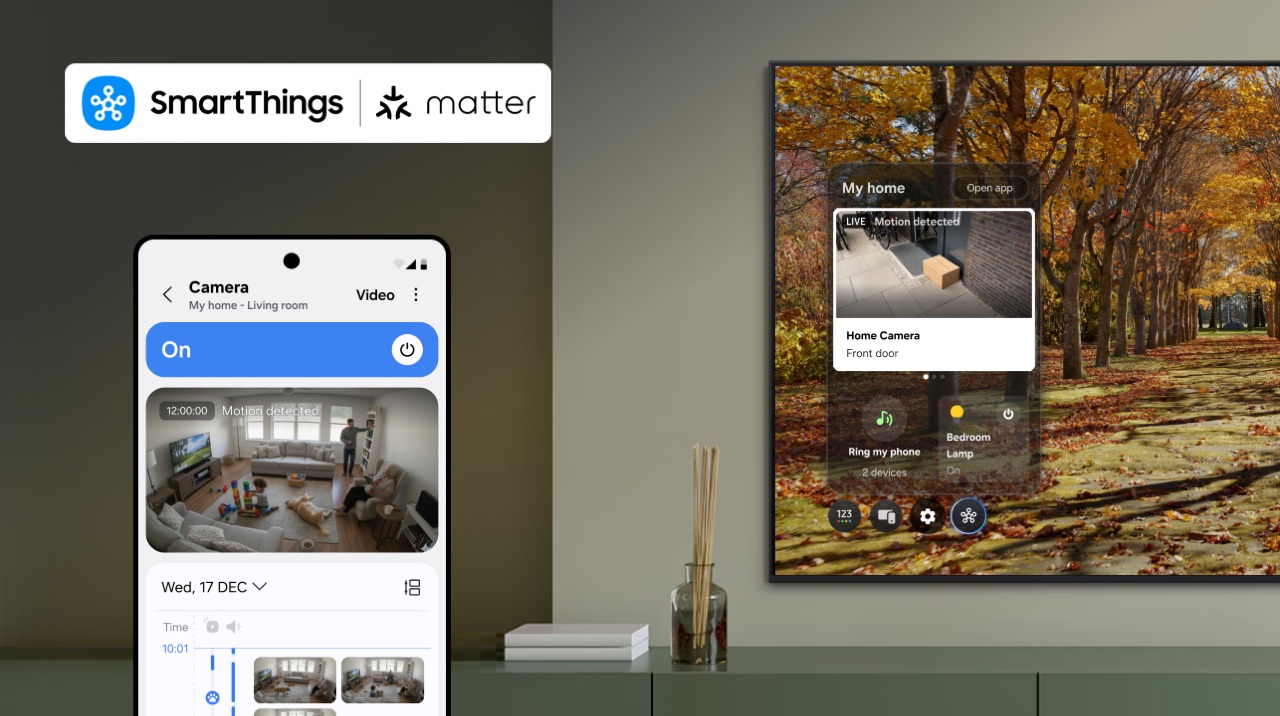 SmartThings | matter
Camera
My home - Living room
Video
On
12:00:00 Motion detected
Wed, 17 DEC
Time
10:01
My home
Open app
LIVE Motion detected
Home Camera
Front door
Ring my phone
2 devices
Bedroom
Lamp
On
123